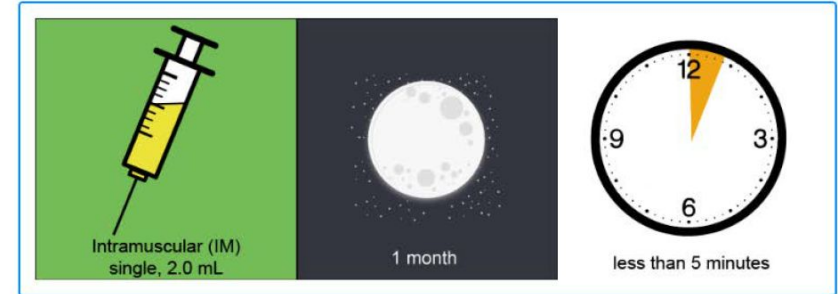 Intramuscular (IM)
single, 2.0 mL
1 month
12
9
3
6
less than 5 minutes